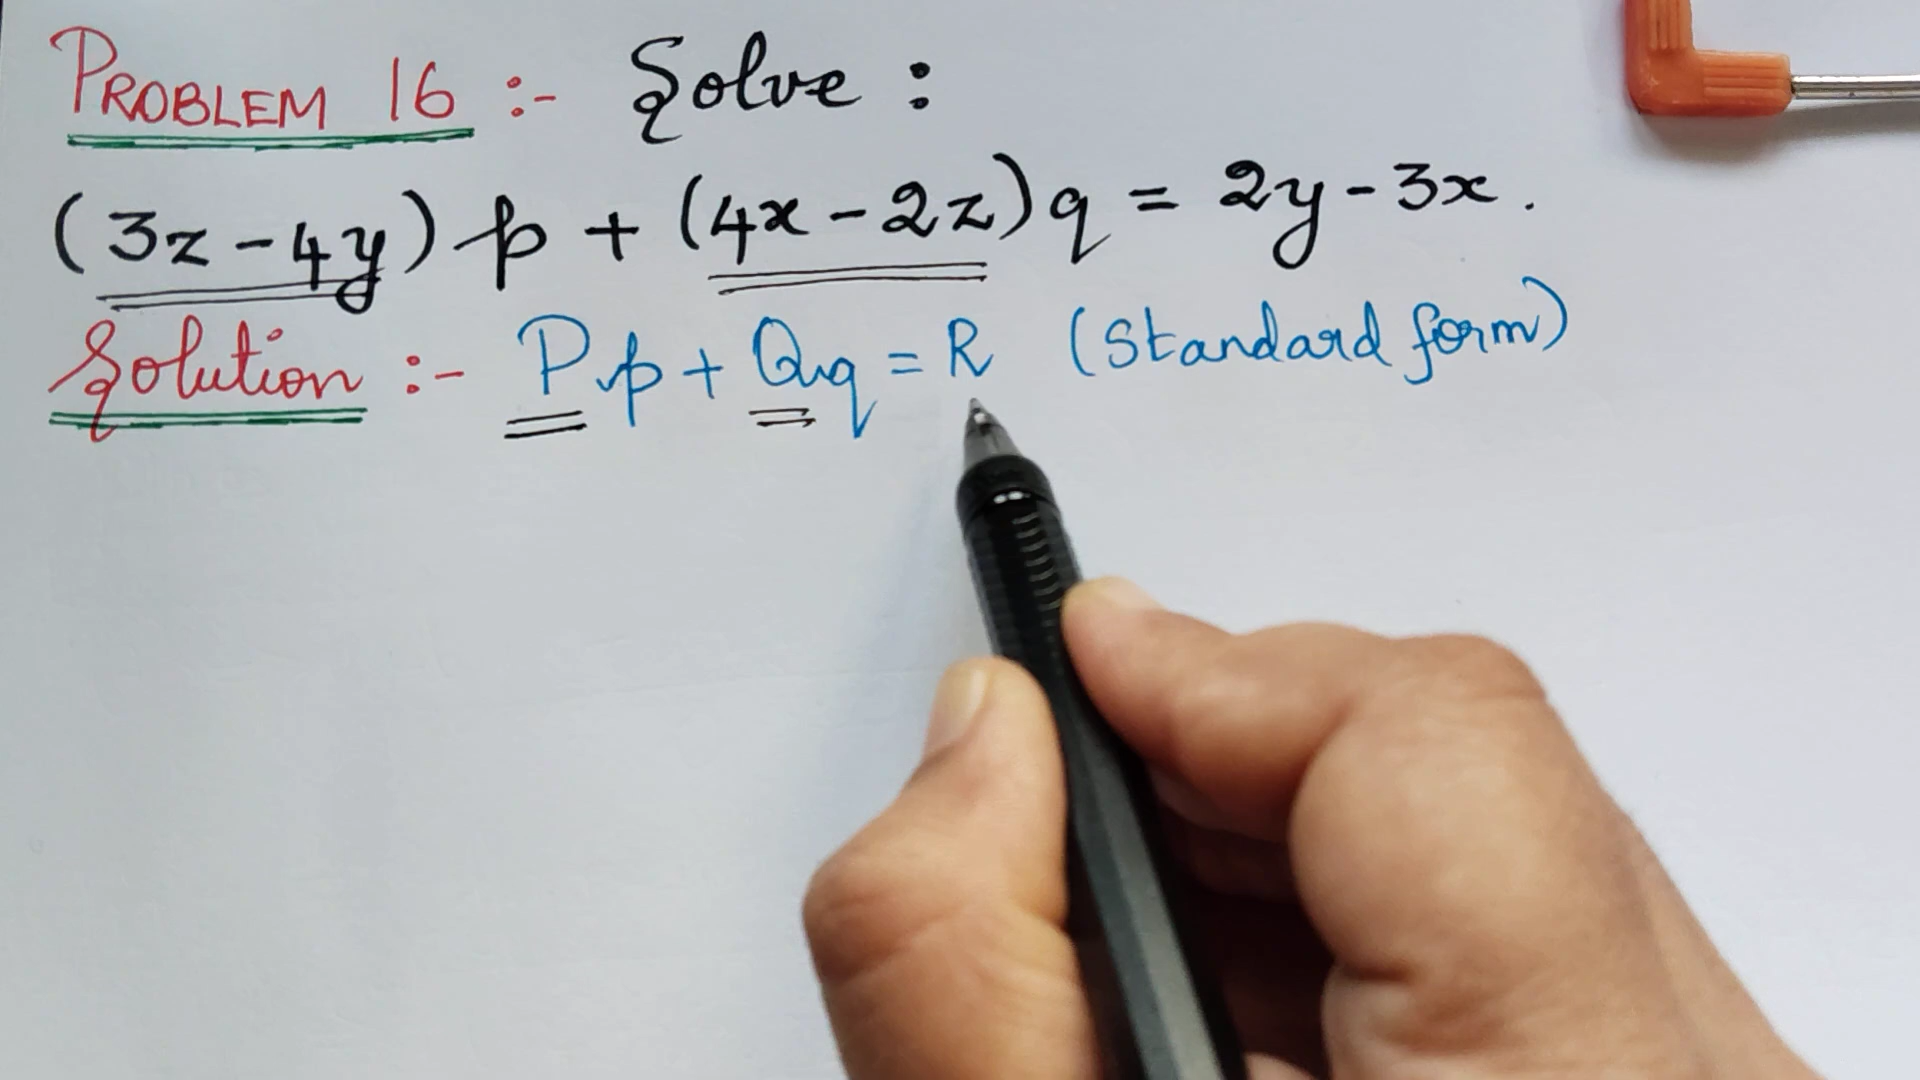 PROBLEM 16 :- Solve :
(3z - 4y) p + (4x - 2z) q = 2y - 3x.
Solution :- Pp + Qq = R (Standard form)